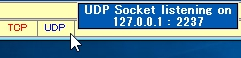 UDP Socket listening on
127.0.0.1 : 2237
TCP UDP